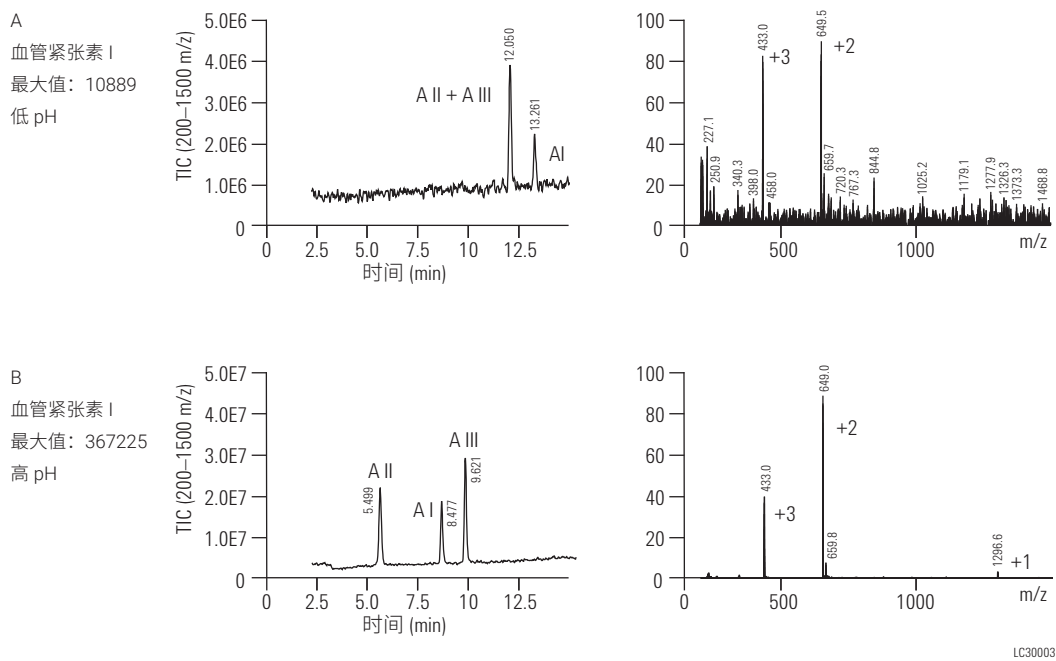 A
血管紧张素 I
最大值：10889
低 pH
TIC (200–1500 m/z)
5.0E6
4.0E6
3.0E6
2.0E6
1.0E6
0
A II + A III
12.050
13.261
AI
0 2.5 5.0 7.5 10 12.5
时间 (min)
100
80
60
40
20
0
227.1
250.9
340.3
398.0
433.0
+3
458.0
649.5
+2
659.7
720.3
767.3
844.8
1025.2
1179.1
1277.9
1326.3
1373.3
1468.8
0 500 1000 m/z
B
血管紧张素 I
最大值：367225
高 pH
TIC (200–1500 m/z)
5.0E7
4.0E7
3.0E7
2.0E7
1.0E7
0
A II
5.499
A I
8.477
A III
9.621
0 2.5 5.0 7.5 10 12.5
时间 (min)
100
80
60
40
20
0
433.0
+3
649.0
+2
659.8
1296.6
+1
0 500 1000 m/z
LC30003